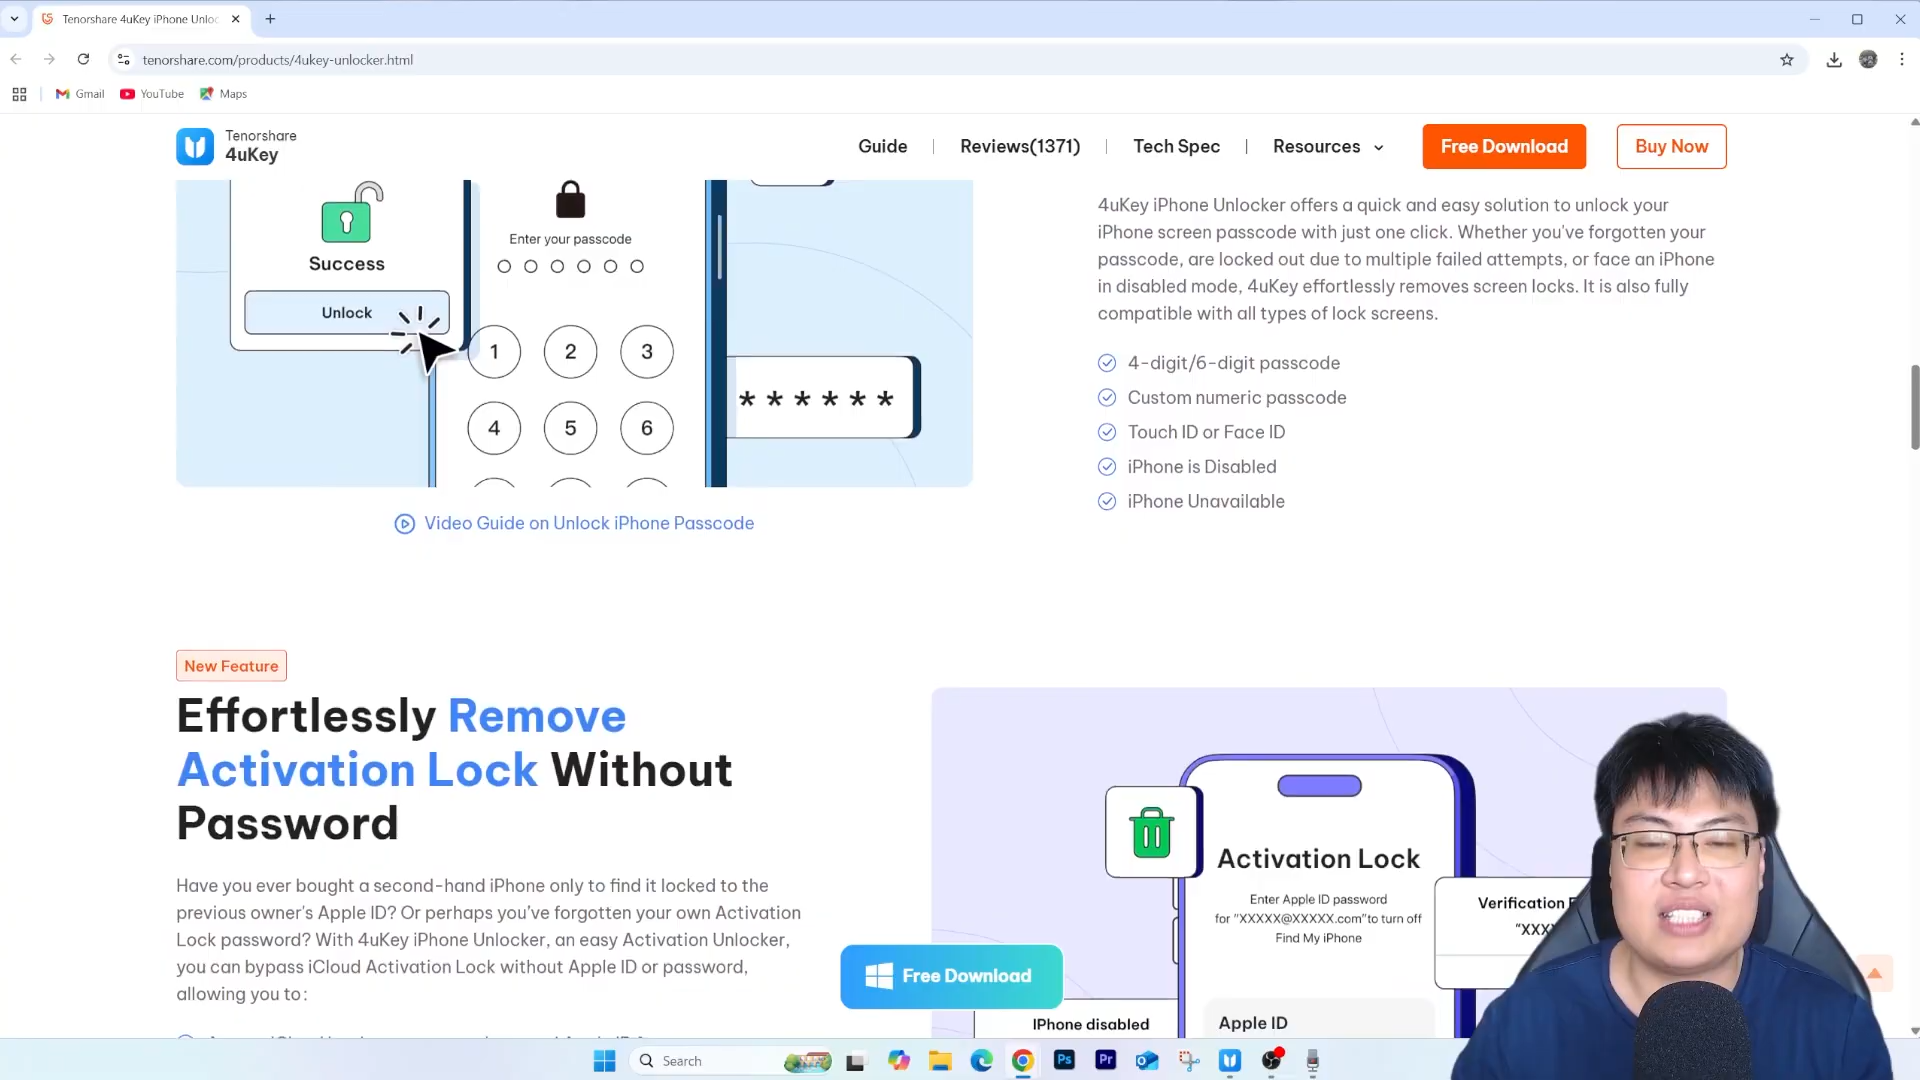 Tenorshare 4uKey iPhone Unloc
tenorshare.com/products/4ukey-unlocker.html
Gmail
YouTube
Maps
Tenorshare
4uKey
Guide
Reviews(1371)
Tech Spec
Resources
Free Download
Buy Now
Success
Unlock
Enter your passcode
1
2
3
4
5
6
******
Video Guide on Unlock iPhone Passcode
4uKey iPhone Unlocker offers a quick and easy solution to unlock your
iPhone screen passcode with just one click. Whether you've forgotten your
passcode, are locked out due to multiple failed attempts, or face an iPhone
in disabled mode, 4uKey effortlessly removes screen locks. It is also fully
compatible with all types of lock screens.
4-digit/6-digit passcode
Custom numeric passcode
Touch ID or Face ID
iPhone is Disabled
iPhone Unavailable
New Feature
Effortlessly Remove
Activation Lock Without
Password
Have you ever bought a second-hand iPhone only to find it locked to the
previous owner's Apple ID? Or perhaps you've forgotten your own Activation
Lock password? With 4uKey iPhone Unlocker, an easy Activation Unlocker,
you can bypass iCloud Activation Lock without Apple ID or password,
allowing you to:
Free Download
Activation Lock
Enter Apple ID password
for "XXXXX@XXXXX.com"to turn off
Find My iPhone
Verification
"XXX
IPhone disabled
Apple ID
Search
Ps
Pr